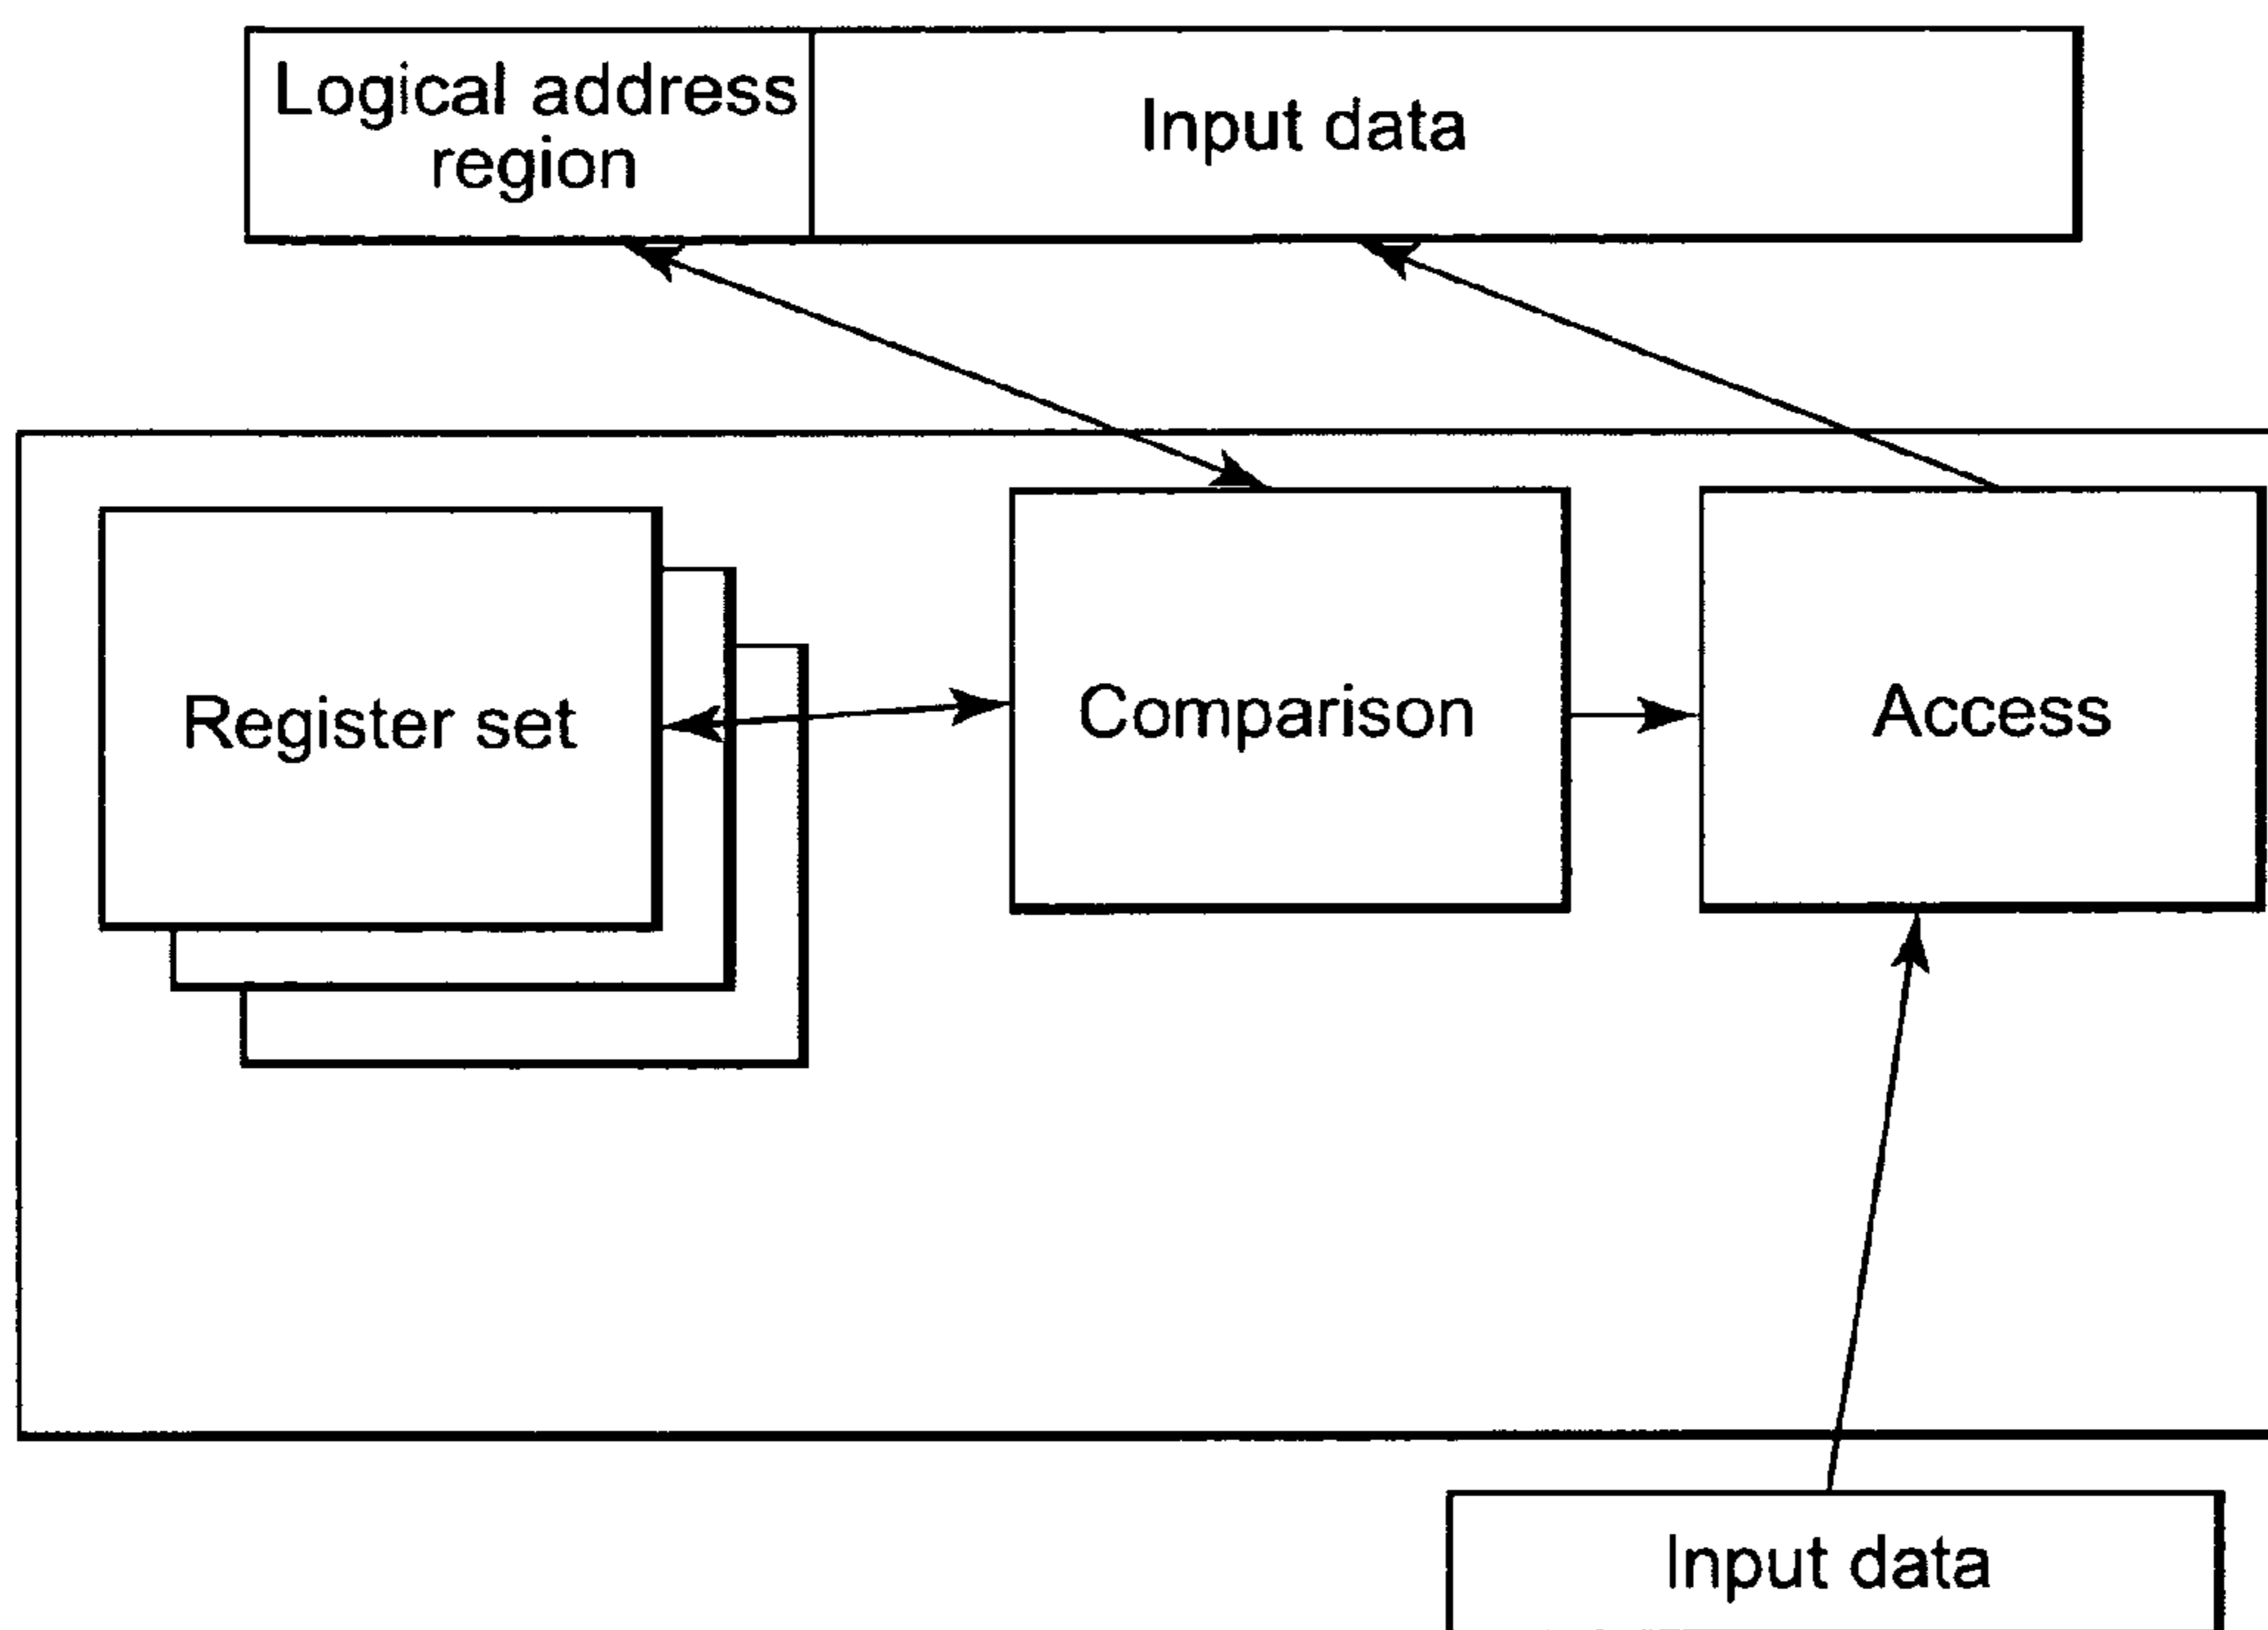 Logical address
region
Input data
Register set
Comparison
Access
Input data